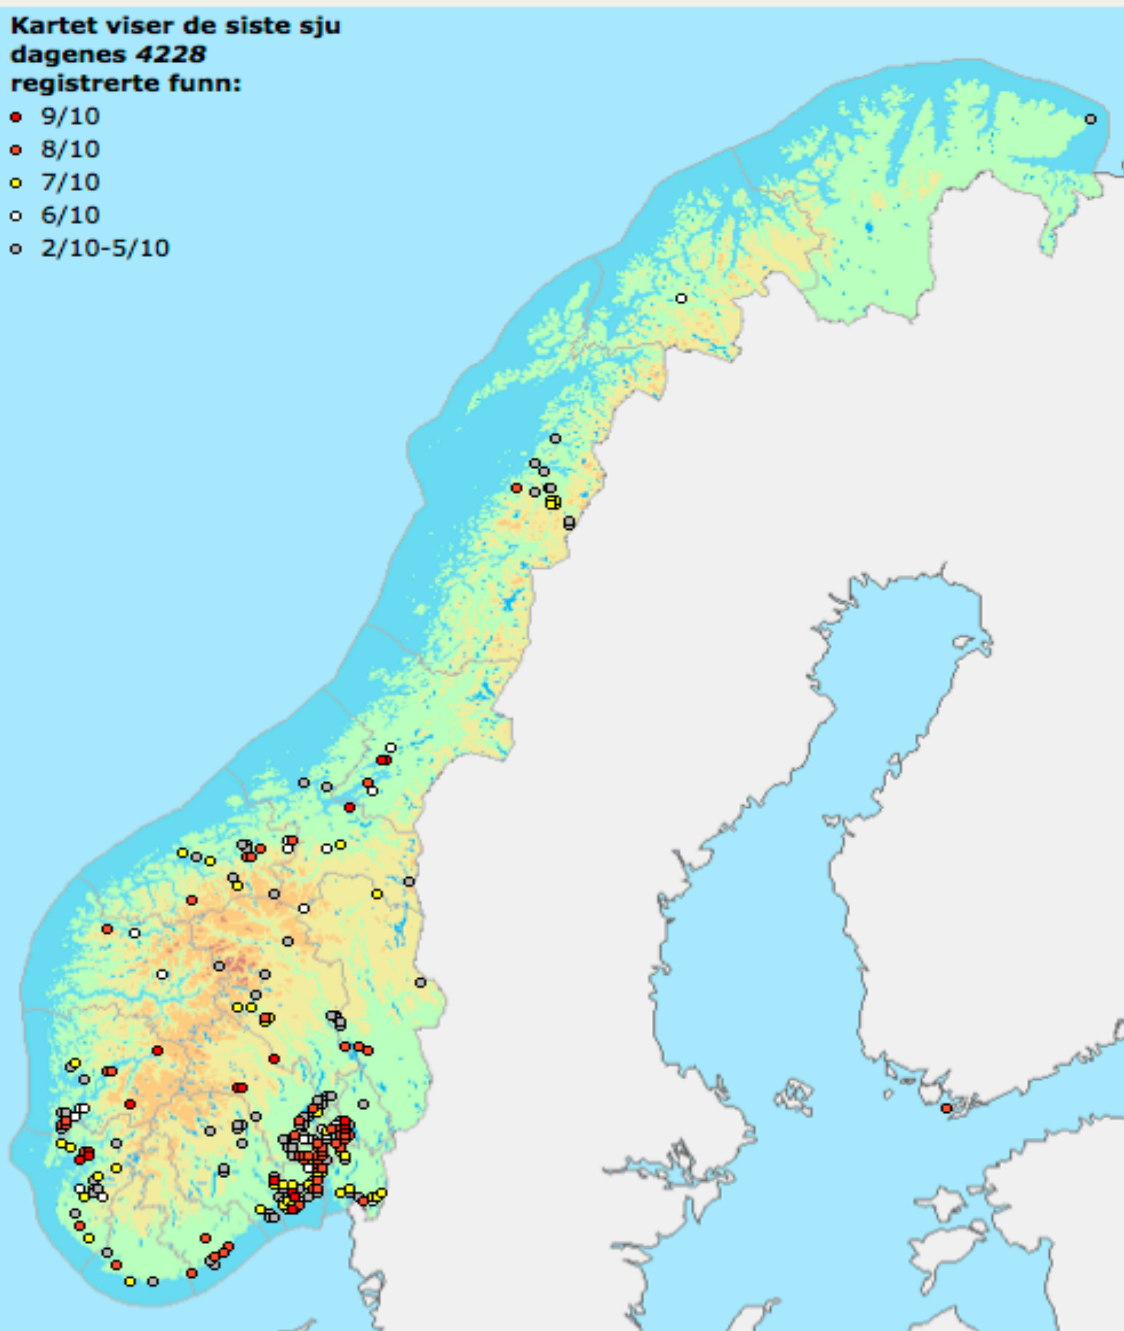 Kartet viser de siste sju
dagenes 4228
registrerte funn:
9/10
8/10
7/10
6/10
2/10-5/10